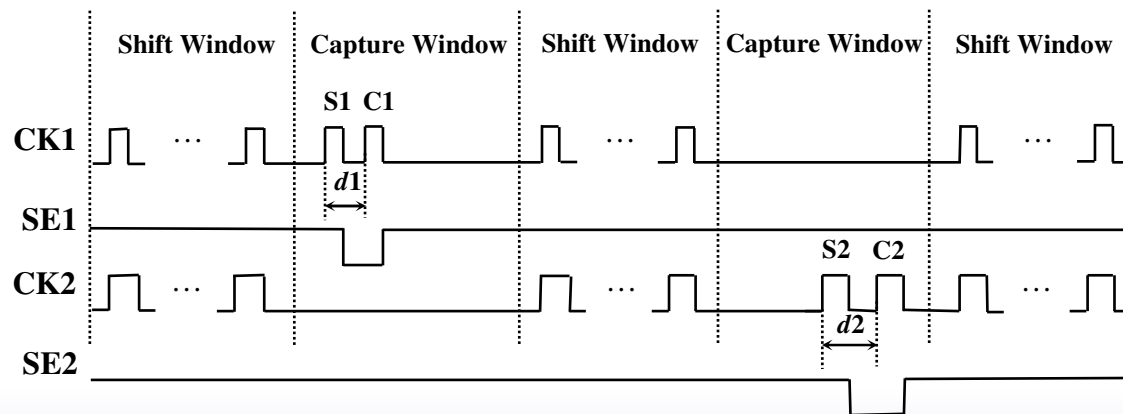 Shift Window Capture Window Shift Window Capture Window Shift Window
S1 C1
CK1 ... ... ...
d1
SE1
S2 C2
CK2 ... ... ...
d2
SE2